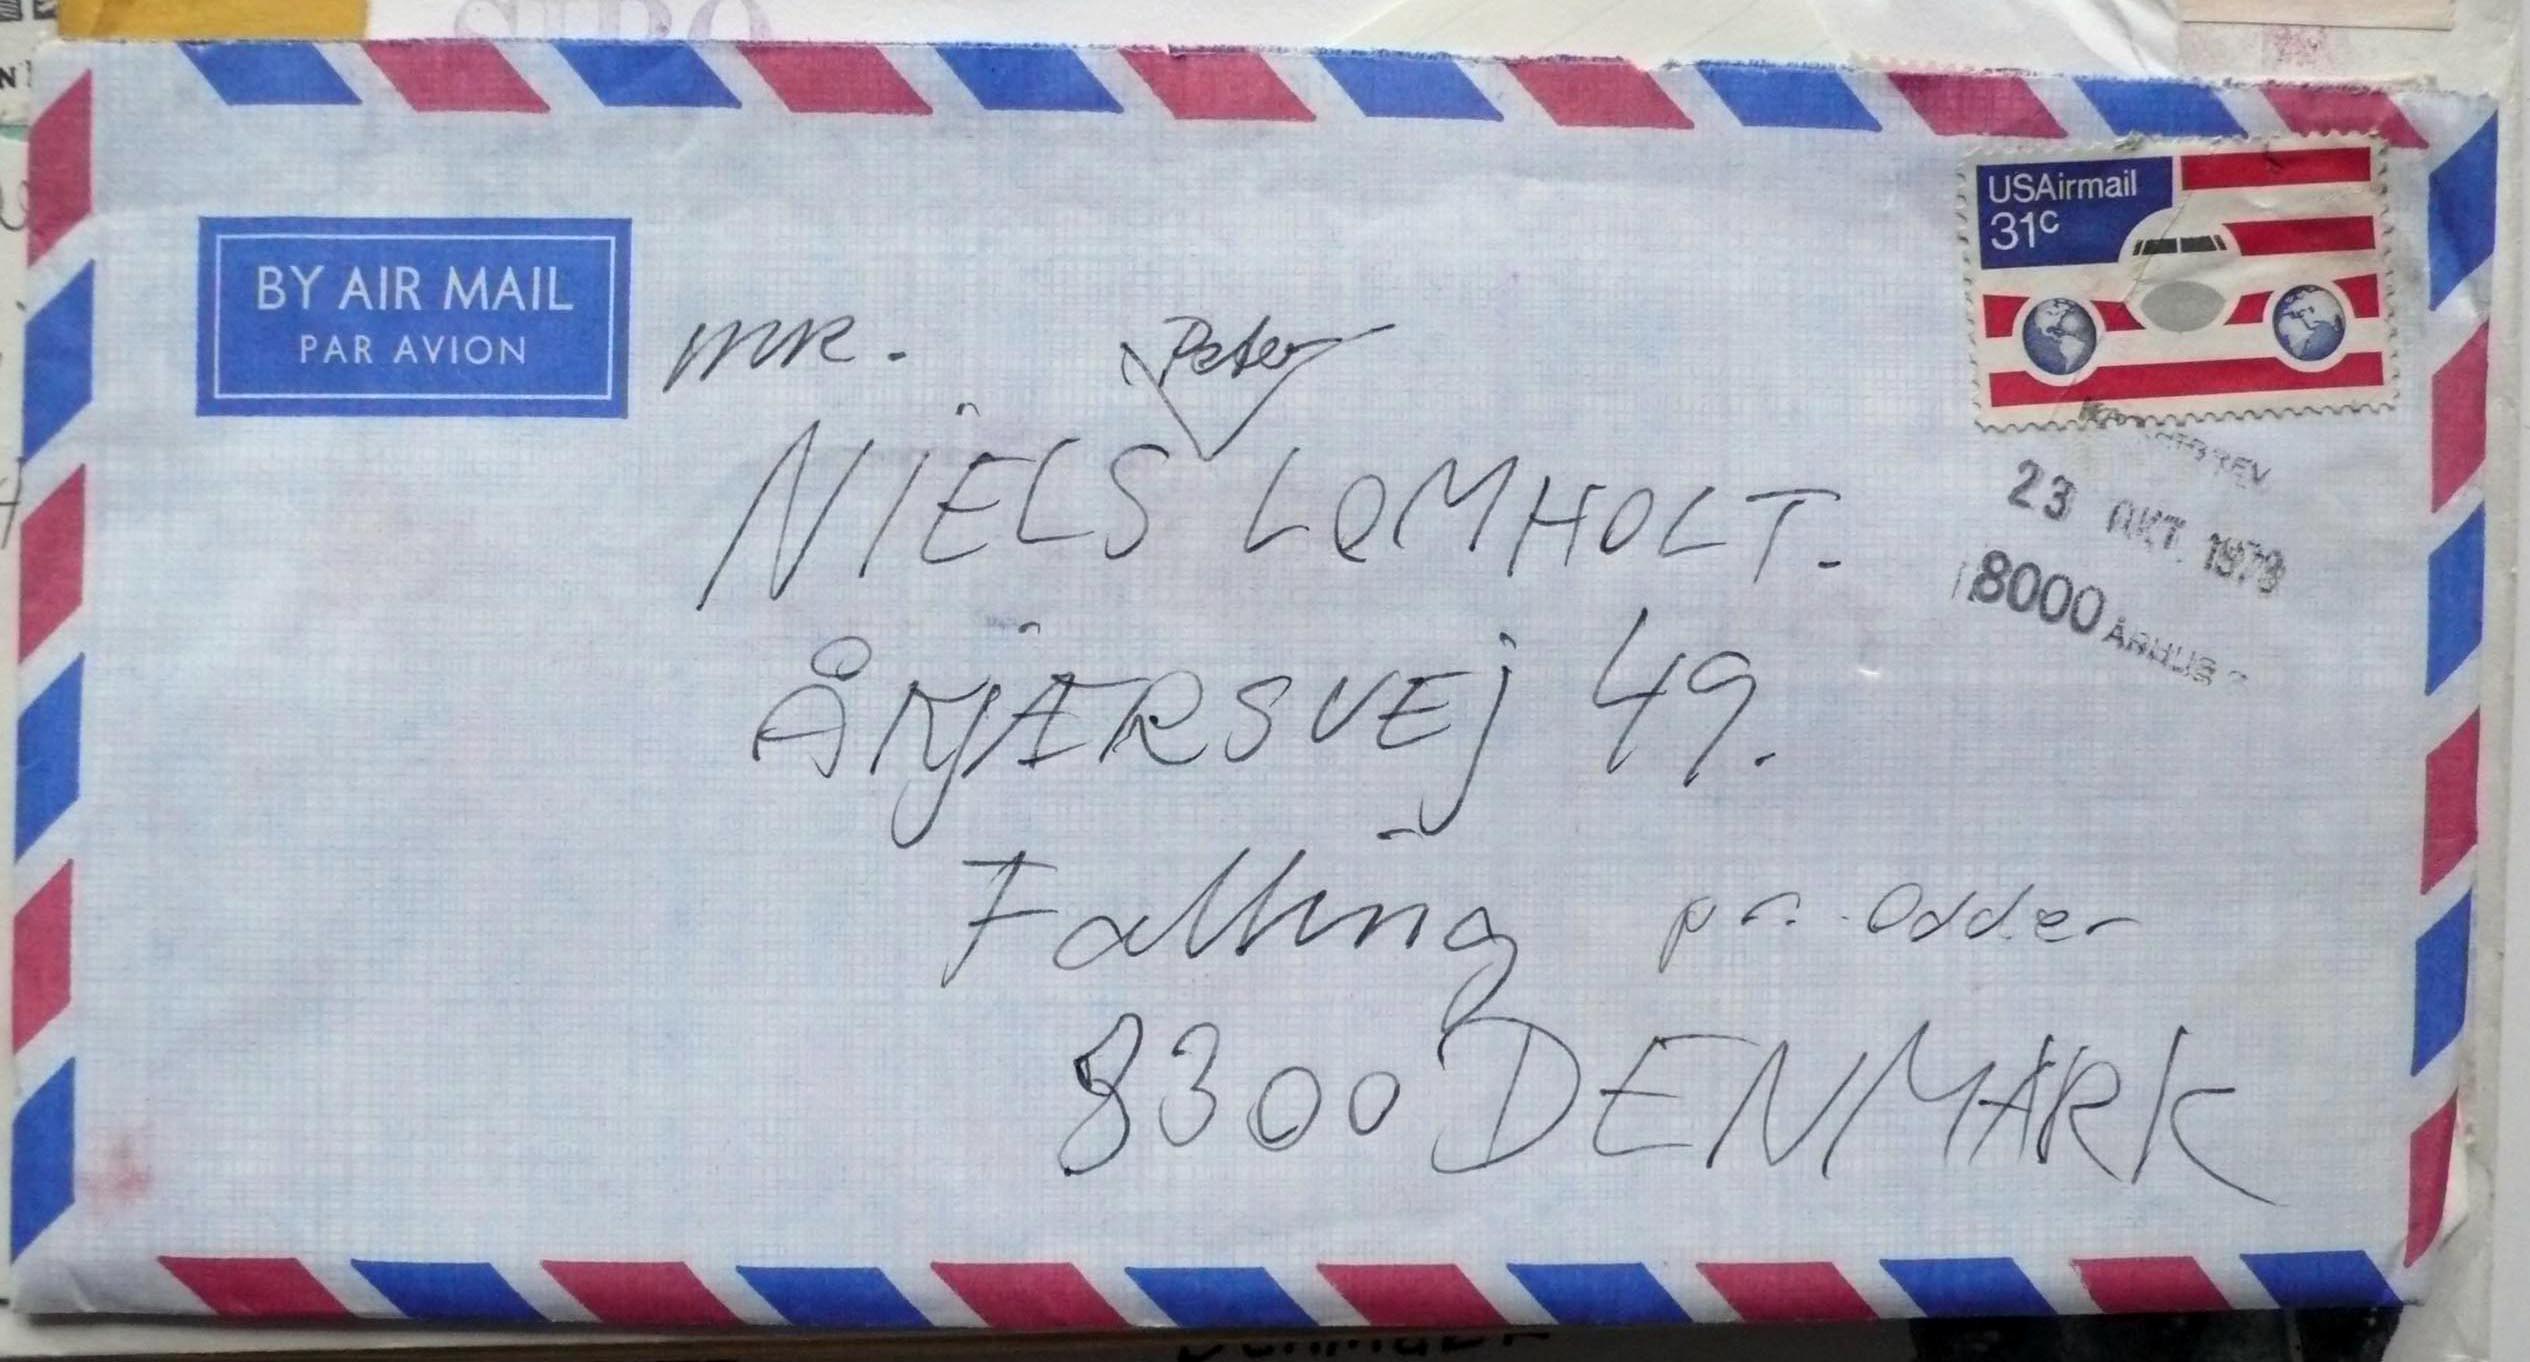 BY AIR MAIL
PAR AVION
USAirmail
31c
MR. Peter
NIELS LOMHOLT.
ÅKJÆRSVEJ 49.
Falling pr. Odder
8300 DENMARK
23 OKT. 1979
8000 ÅRHUS